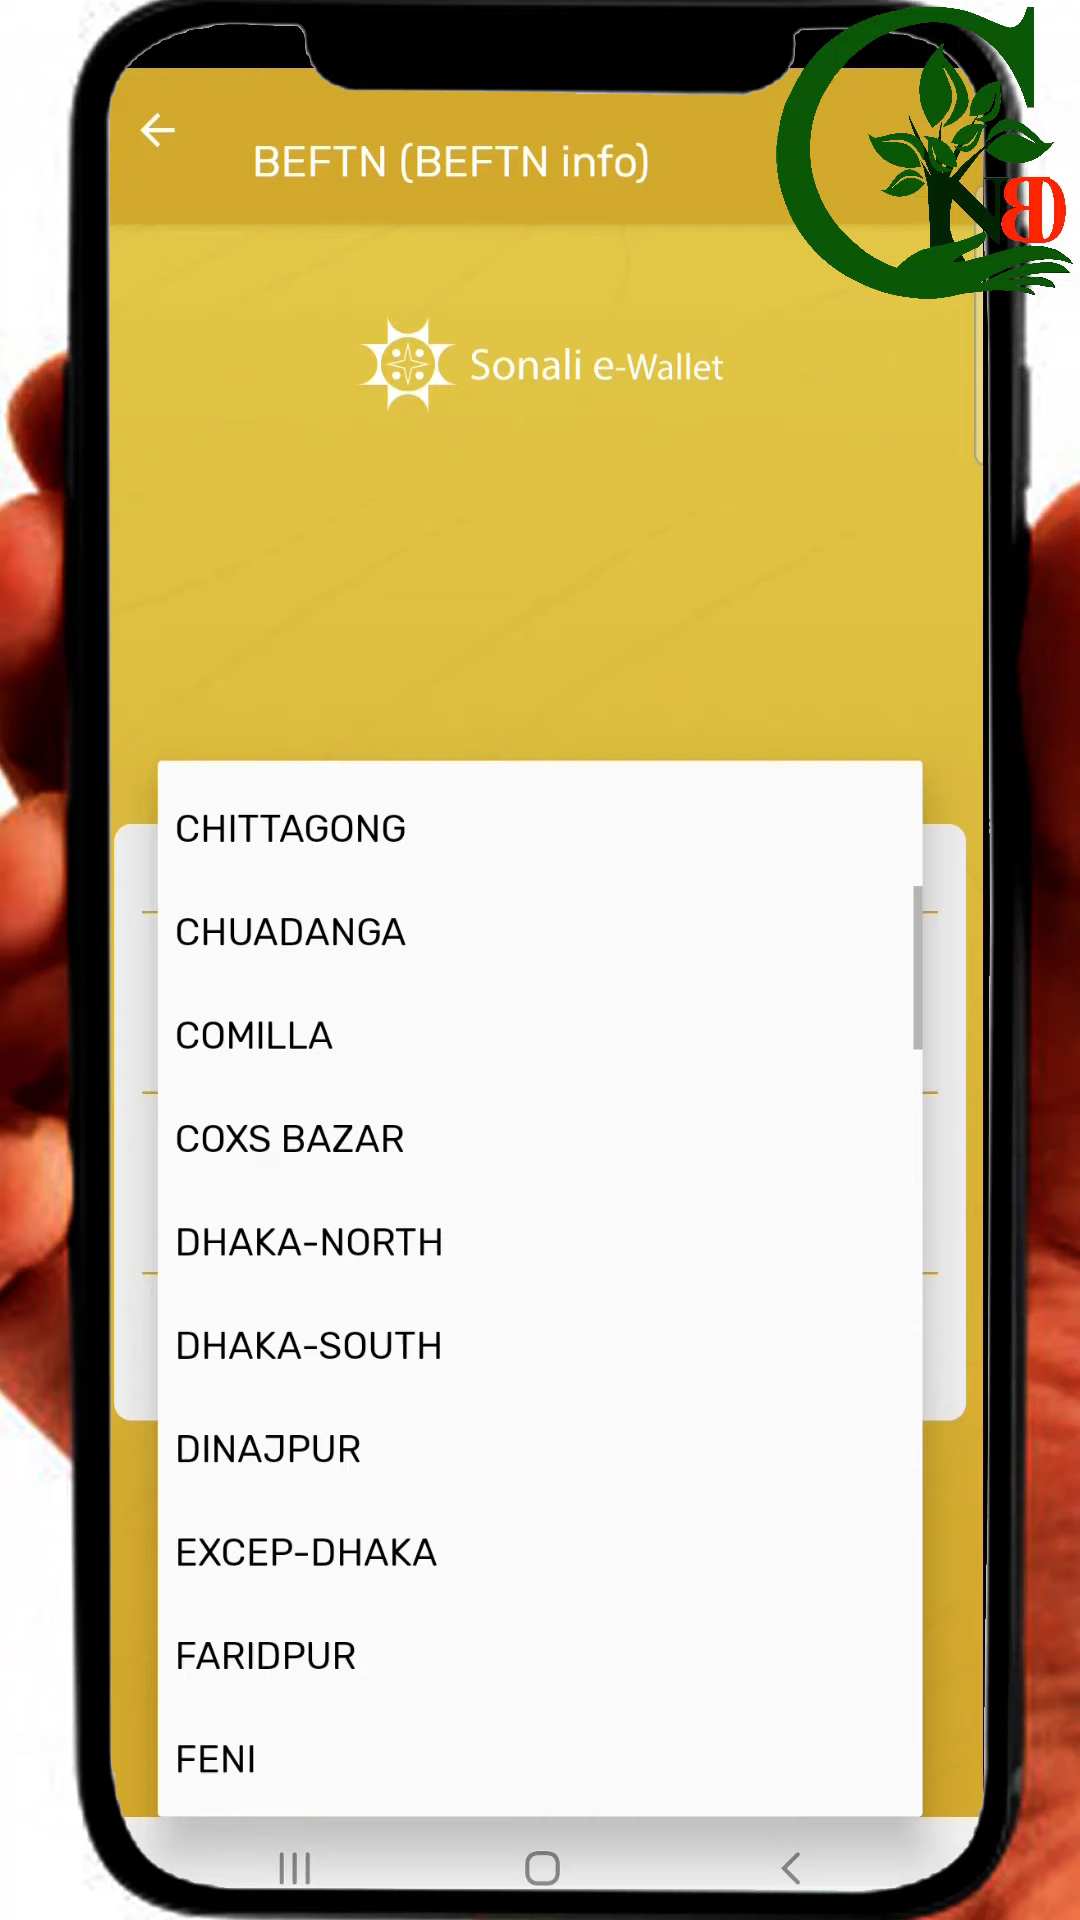 BEFTN (BEFTN info)
CNBD
Sonali e-Wallet
CHITTAGONG
CHUADANGA
COMILLA
COXS BAZAR
DHAKA-NORTH
DHAKA-SOUTH
DINAJPUR
EXCEP-DHAKA
FARIDPUR
FENI